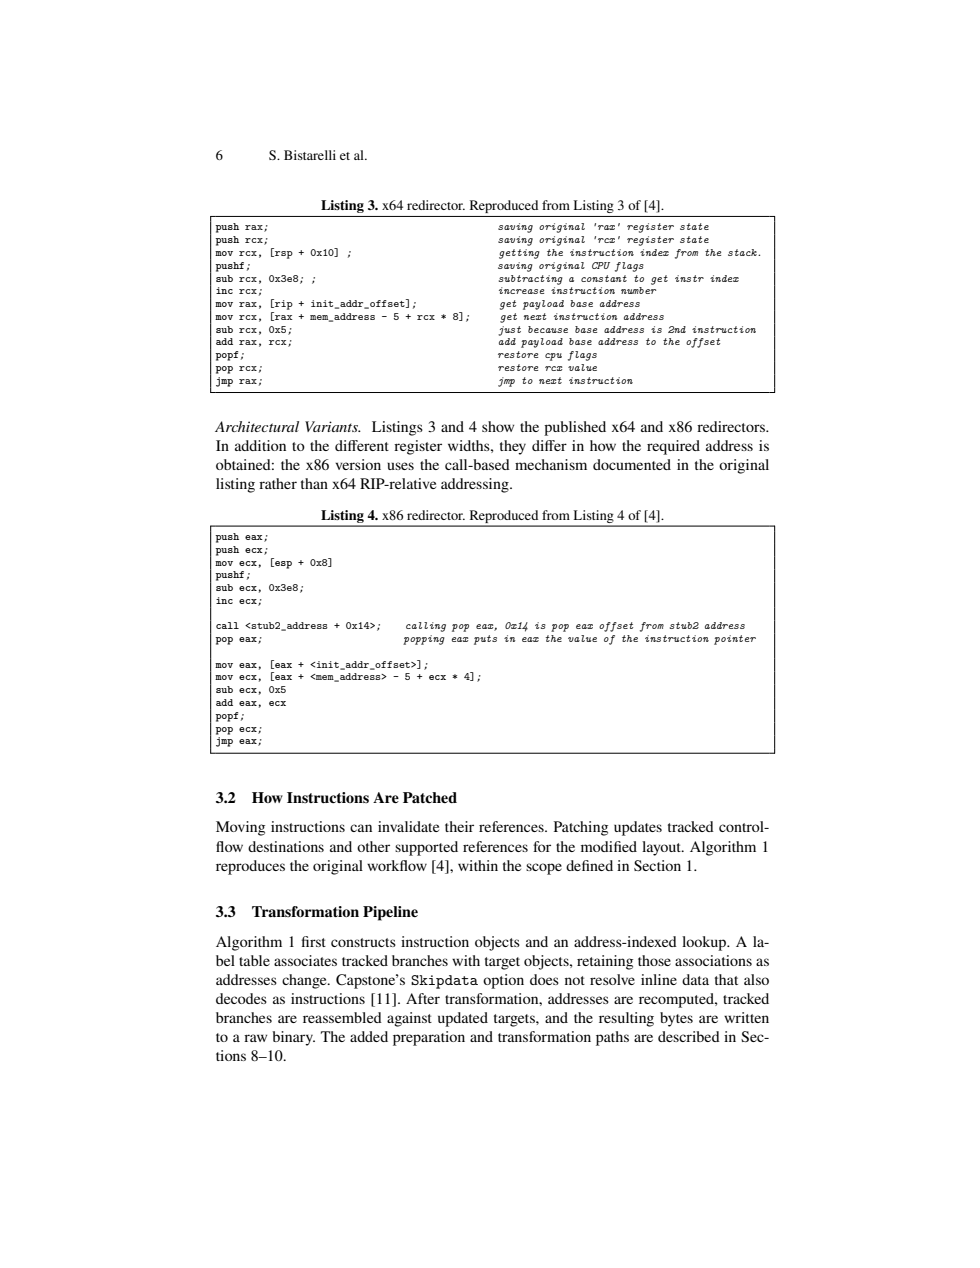 6 S. Bistarelli et al.
Listing 3. x64 redirector. Reproduced from Listing 3 of [4].
push rax; saving original 'rax' register state
push rcx; saving original 'rcx' register state
mov rcx, [rsp + 0x10] ; getting the instruction index from the stack.
pushf; saving original CPU flags
sub rcx, 0x3e8; ; subtracting a constant to get instr index
inc rcx; increase instruction number
mov rax, [rip + init_addr_offset]; get payload base address
mov rcx, [rax + mem_address - 5 + rcx * 8]; get next instruction address
sub rcx, 0x5; just because base address is 2nd instruction
add rax, rcx; add payload base address to the offset
popf; restore cpu flags
pop rcx; restore rcx value
jmp rax; jmp to next instruction
Architectural Variants. Listings 3 and 4 show the published x64 and x86 redirectors.
In addition to the different register widths, they differ in how the required address is
obtained: the x86 version uses the call-based mechanism documented in the original
listing rather than x64 RIP-relative addressing.
Listing 4. x86 redirector. Reproduced from Listing 4 of [4].
push eax;
push ecx;
mov ecx, [esp + 0x8]
pushf;
sub ecx, 0x3e8;
inc ecx;
call <stub2_address + 0x14>; calling pop eax, 0x14 is pop eax offset from stub2 address
pop eax; popping eax puts in eax the value of the instruction pointer
mov eax, [eax + <init_addr_offset>];
mov ecx, [eax + <mem_address> - 5 + ecx * 4];
sub ecx, 0x5
add eax, ecx
popf;
pop ecx;
jmp eax;
3.2 How Instructions Are Patched
Moving instructions can invalidate their references. Patching updates tracked control-
flow destinations and other supported references for the modified layout. Algorithm 1
reproduces the original workflow [4], within the scope defined in Section 1.
3.3 Transformation Pipeline
Algorithm 1 first constructs instruction objects and an address-indexed lookup. A la-
bel table associates tracked branches with target objects, retaining those associations as
addresses change. Capstone's Skipdata option does not resolve inline data that also
decodes as instructions [11]. After transformation, addresses are recomputed, tracked
branches are reassembled against updated targets, and the resulting bytes are written
to a raw binary. The added preparation and transformation paths are described in Sec-
tions 8–10.